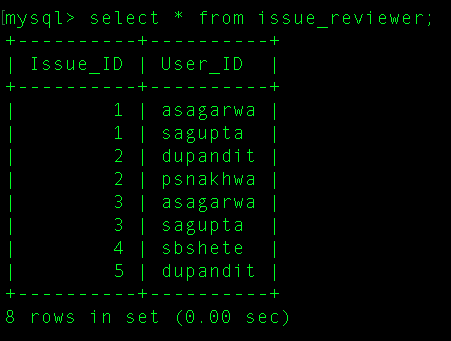 [mysql> select * from issue_reviewer;
+----------+----------+
| Issue_ID | User_ID  |
+----------+----------+
|        1 | asagarwa |
|        1 | sagupta  |
|        2 | dupandit |
|        2 | psnakhwa |
|        3 | asagarwa |
|        3 | sagupta  |
|        4 | sbshete  |
|        5 | dupandit |
+----------+----------+
8 rows in set (0.00 sec)